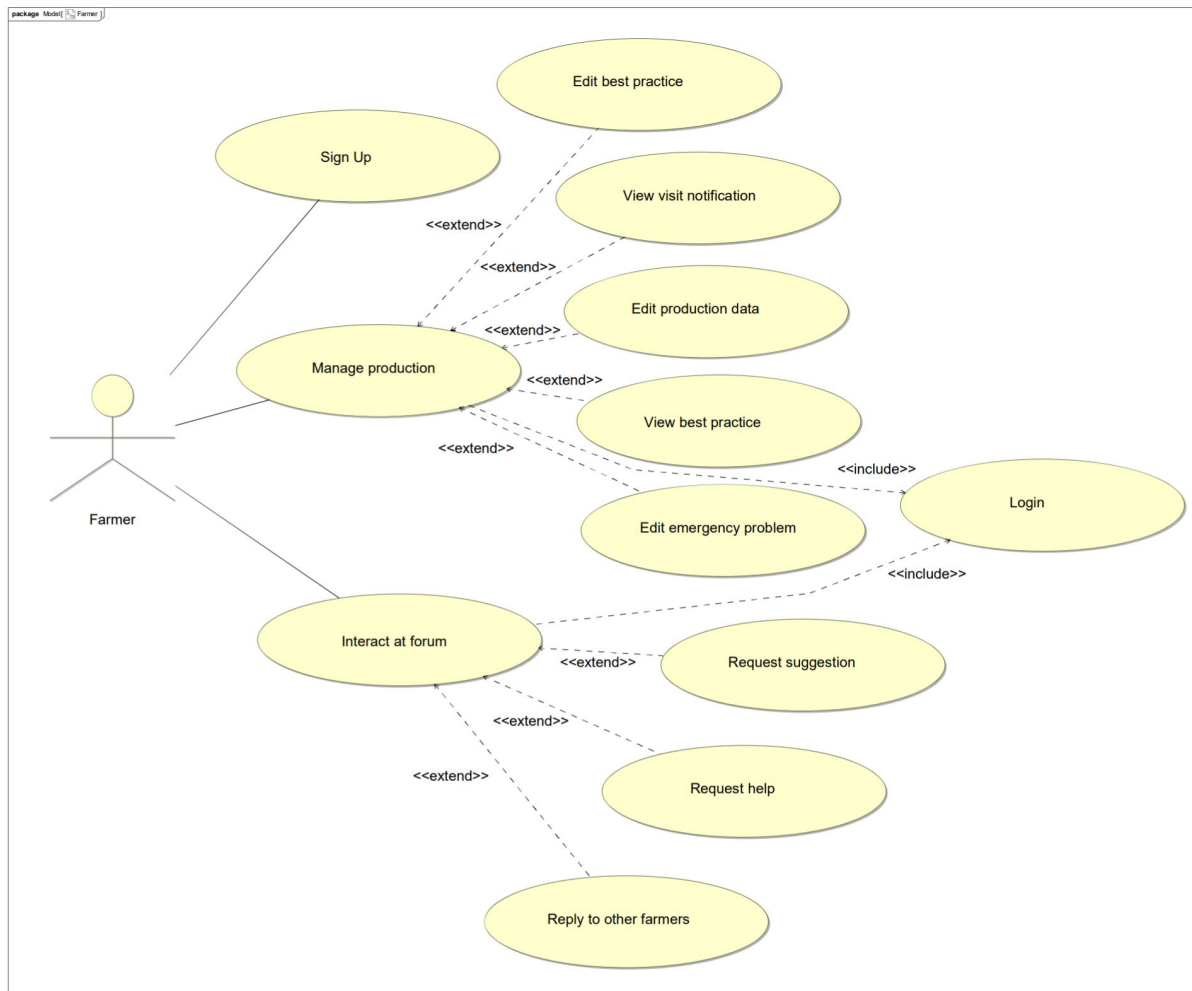 package Model[ Farmer ]
Edit best practice
Sign Up
View visit notification
<<extend>>
<<extend>>
Edit production data
<<extend>>
Manage production
<<extend>>
View best practice
<<extend>>
<<include>>
Login
Edit emergency problem
Farmer
<<include>>
Interact at forum
<<extend>>
Request suggestion
<<extend>>
<<extend>>
Request help
Reply to other farmers